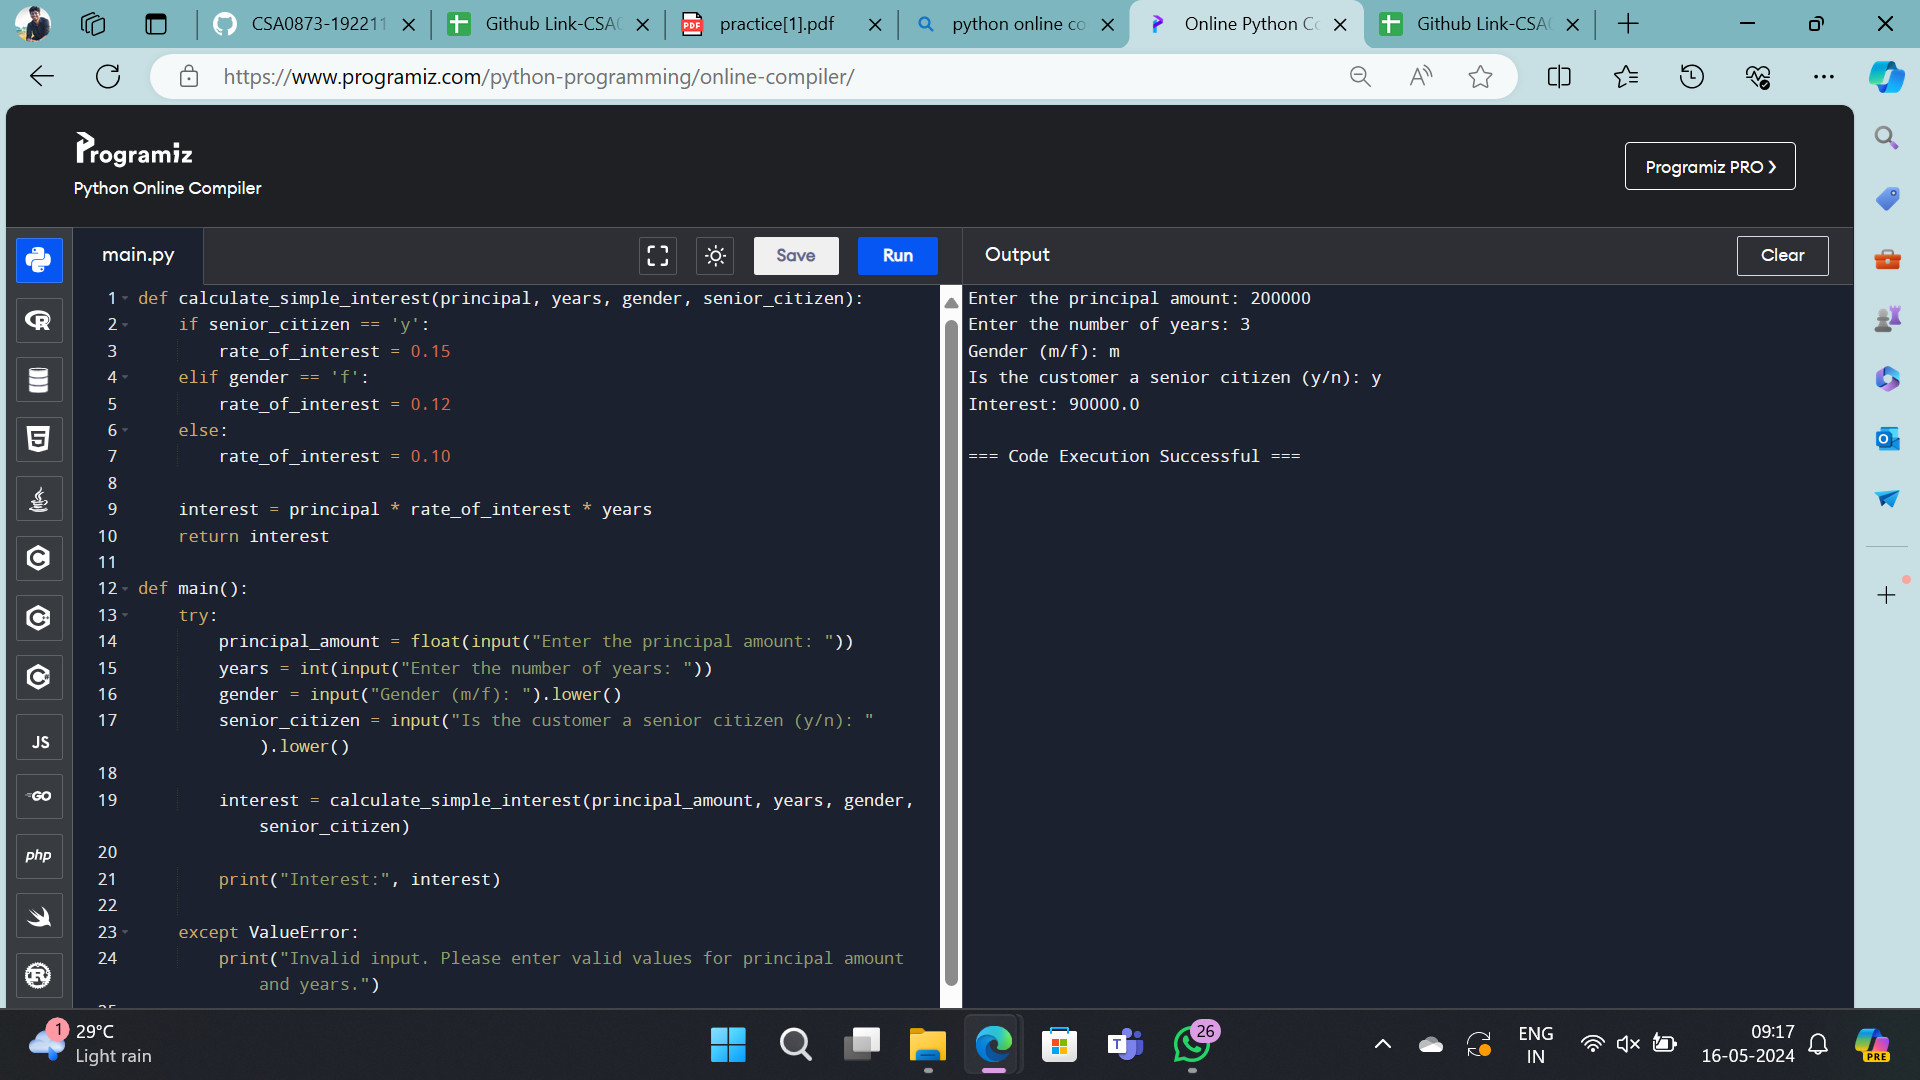 CSA0873-192211
Github Link-CSA0
practice[1].pdf
python online co
Online Python Co
Github Link-CSA0
https://www.programiz.com/python-programming/online-compiler/
Programiz
Python Online Compiler
Programiz PRO ❯
main.py
Save
Run
Output
Clear
1 def calculate_simple_interest(principal, years, gender, senior_citizen):
2 if senior_citizen == 'y':
3 rate_of_interest = 0.15
4 elif gender == 'f':
5 rate_of_interest = 0.12
6 else:
7 rate_of_interest = 0.10
8
9 interest = principal * rate_of_interest * years
10 return interest
11
12 def main():
13 try:
14 principal_amount = float(input("Enter the principal amount: "))
15 years = int(input("Enter the number of years: "))
16 gender = input("Gender (m/f): ").lower()
17 senior_citizen = input("Is the customer a senior citizen (y/n): "
).lower()
18
19 interest = calculate_simple_interest(principal_amount, years, gender,
senior_citizen)
20
21 print("Interest:", interest)
22
23 except ValueError:
24 print("Invalid input. Please enter valid values for principal amount
and years.")
Enter the principal amount: 200000
Enter the number of years: 3
Gender (m/f): m
Is the customer a senior citizen (y/n): y
Interest: 90000.0
=== Code Execution Successful ===
JS
GO
php
1
29°C
Light rain
26
ENG
IN
09:17
16-05-2024
PRE